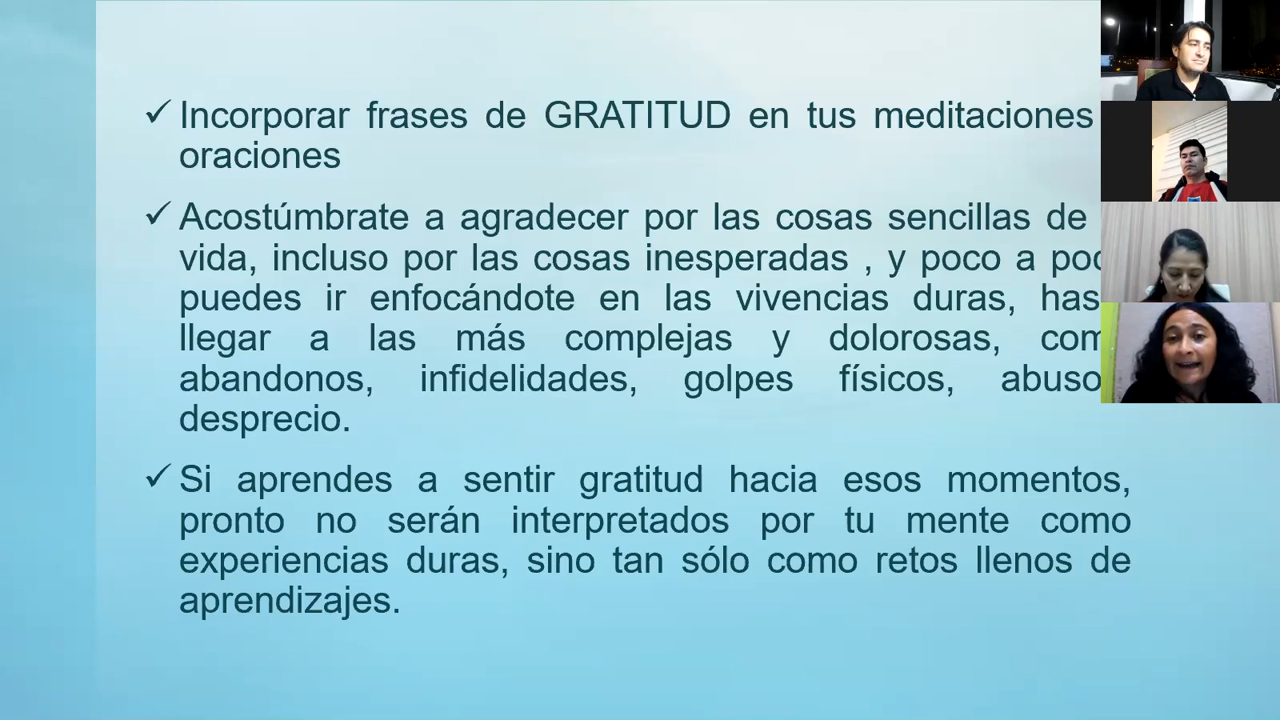 ✓ Incorporar frases de GRATITUD en tus meditaciones
oraciones
✓ Acostúmbrate a agradecer por las cosas sencillas de
vida, incluso por las cosas inesperadas , y poco a
puedes ir enfocándote en las vivencias duras,
llegar a las más complejas y dolorosas,
abandonos, infidelidades, golpes físicos,
desprecio.
✓ Si aprendes a sentir gratitud hacia esos momentos,
pronto no serán interpretados por tu mente como
experiencias duras, sino tan sólo como retos llenos de
aprendizajes.